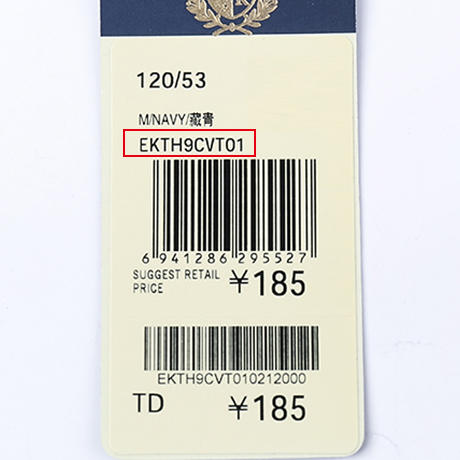 120/53
M/NAVY/藏青
EKTH9CVT01
6 941286 295527
SUGGEST RETAIL
PRICE
￥185
EKTH9CVT010212000
TD
￥185